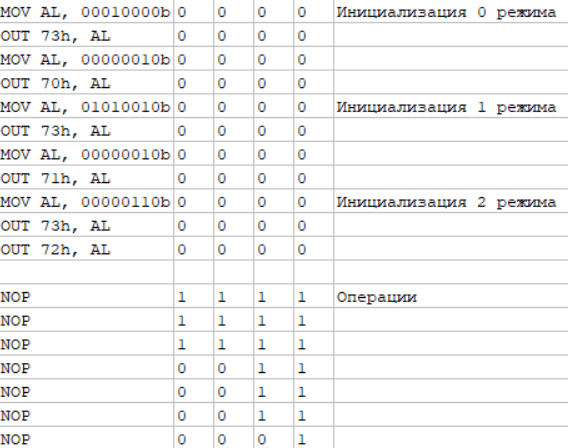 MOV AL, 00010000b 0 0 0 0 Инициализация 0 режима
OUT 73h, AL 0 0 0 0
MOV AL, 00000010b 0 0 0 0
OUT 70h, AL 0 0 0 0
MOV AL, 01010010b 0 0 0 0 Инициализация 1 режима
OUT 73h, AL 0 0 0 0
MOV AL, 00000010b 0 0 0 0
OUT 71h, AL 0 0 0 0
MOV AL, 00000110b 0 0 0 0 Инициализация 2 режима
OUT 73h, AL 0 0 0 0
OUT 72h, AL 0 0 0 0
NOP 1 1 1 1 Операции
NOP 1 1 1 1
NOP 1 1 1 1
NOP 0 0 1 1
NOP 0 0 1 1
NOP 0 0 1 1
NOP 0 0 0 1